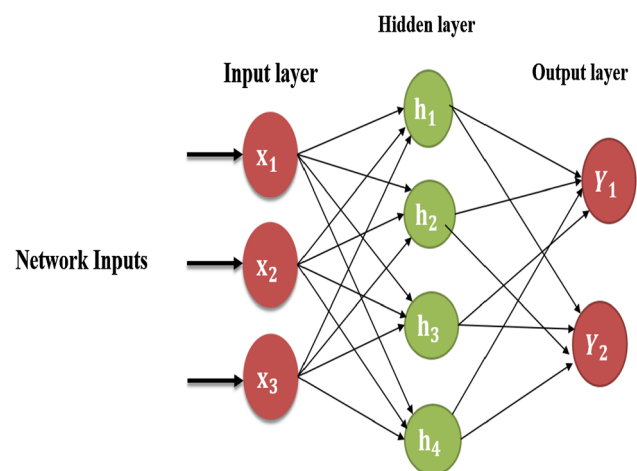 Hidden layer
Input layer
Output layer
h₁
x₁
Y₁
h₂
Network Inputs
x₂
h₃
Y₂
x₃
h₄